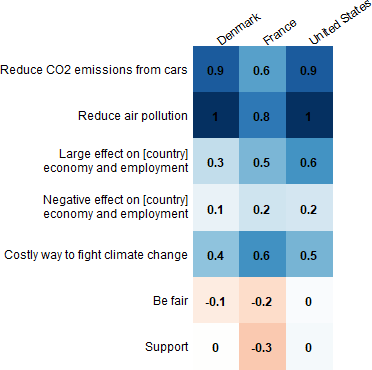 Denmark
France
United States
Reduce CO2 emissions from cars 0.9 0.6 0.9
Reduce air pollution 1 0.8 1
Large effect on [country]
economy and employment 0.3 0.5 0.6
Negative effect on [country]
economy and employment 0.1 0.2 0.2
Costly way to fight climate change 0.4 0.6 0.5
Be fair -0.1 -0.2 0
Support 0 -0.3 0